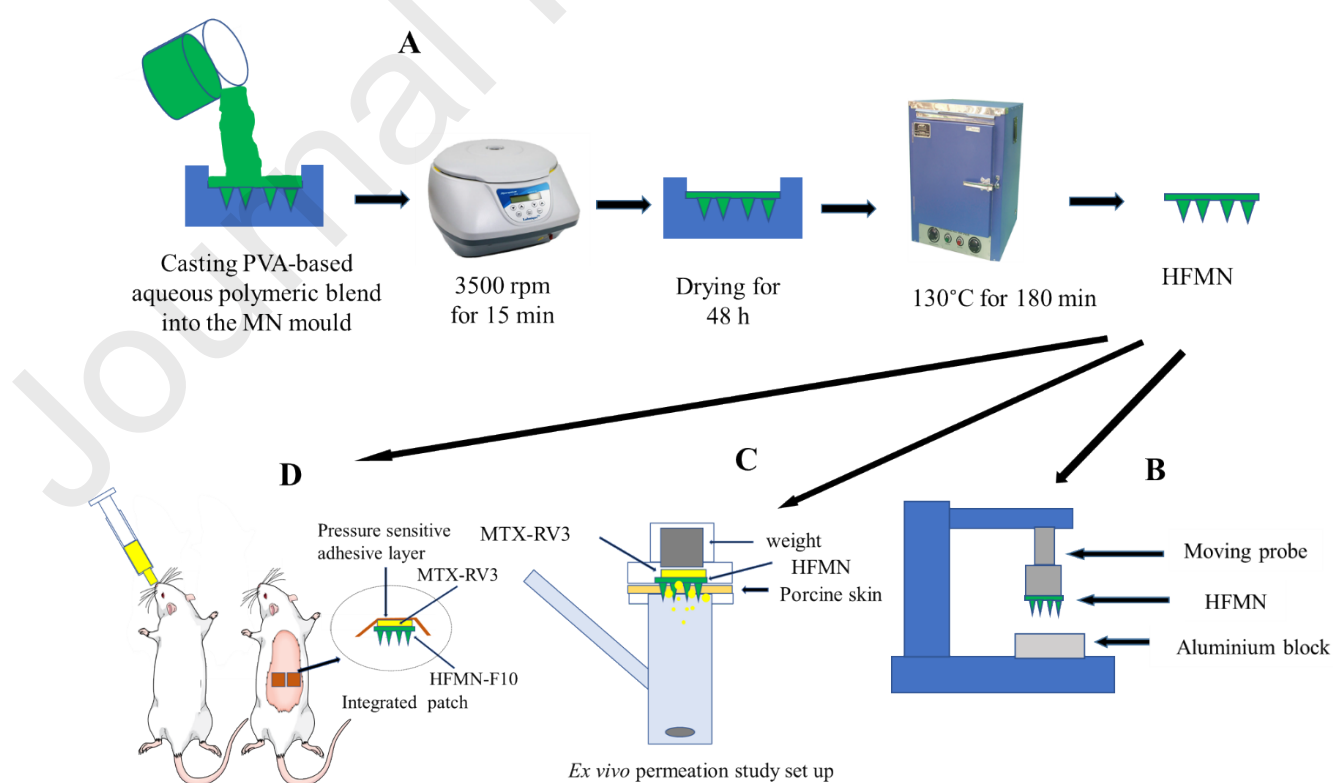 Journal
A
Casting PVA-based
aqueous polymeric blend
into the MN mould
3500 rpm
for 15 min
Drying for
48 h
130°C for 180 min
HFMN
D
Pressure sensitive
adhesive layer
MTX-RV3
HFMN-F10
Integrated patch
C
MTX-RV3
weight
HFMN
Porcine skin
Ex vivo permeation study set up
B
Moving probe
HFMN
Aluminium block